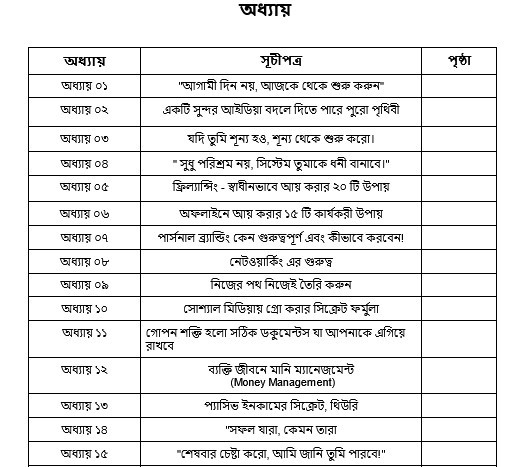 অধ্যায়
অধ্যায় সূচীপত্র পৃষ্ঠা
অধ্যায় ০১ "আগামী দিন নয়, আজকে থেকে শুরু করুন"
অধ্যায় ০২ একটি সুন্দর আইডিয়া বদলে দিতে পারে পুরো পৃথিবী
অধ্যায় ০৩ যদি তুমি শূন্য হও, শূন্য থেকে শুরু করো।
অধ্যায় ০৪ " সুধু পরিশ্রম নয়, সিস্টেম তুমাকে ধনী বানাবে।"
অধ্যায় ০৫ ফ্রিল্যান্সিং - স্বাধীনভাবে আয় করার ২০ টি উপায়
অধ্যায় ০৬ অফলাইনে আয় করার ১৫ টি কার্যকরী উপায়
অধ্যায় ০৭ পার্সনাল ব্র্যান্ডিং কেন গুরুত্বপূর্ণ এবং কীভাবে করবেন!
অধ্যায় ০৮ নেটওয়ার্কিং এর গুরুত্ব
অধ্যায় ০৯ নিজের পথ নিজেই তৈরি করুন
অধ্যায় ১০ সোশ্যাল মিডিয়ায় গ্রো করার সিক্রেট ফর্মুলা
অধ্যায় ১১ গোপন শক্তি হলো সঠিক ডকুমেন্টস যা আপনাকে এগিয়ে
রাখবে
অধ্যায় ১২ ব্যক্তি জীবনে মানি ম্যানেজমেন্ট
(Money Management)
অধ্যায় ১৩ প্যাসিভ ইনকামের সিক্রেট, থিউরি
অধ্যায় ১৪ "সফল যারা, কেমন তারা
অধ্যায় ১৫ "শেষবার চেষ্টা করো, আমি জানি তুমি পারবে!"